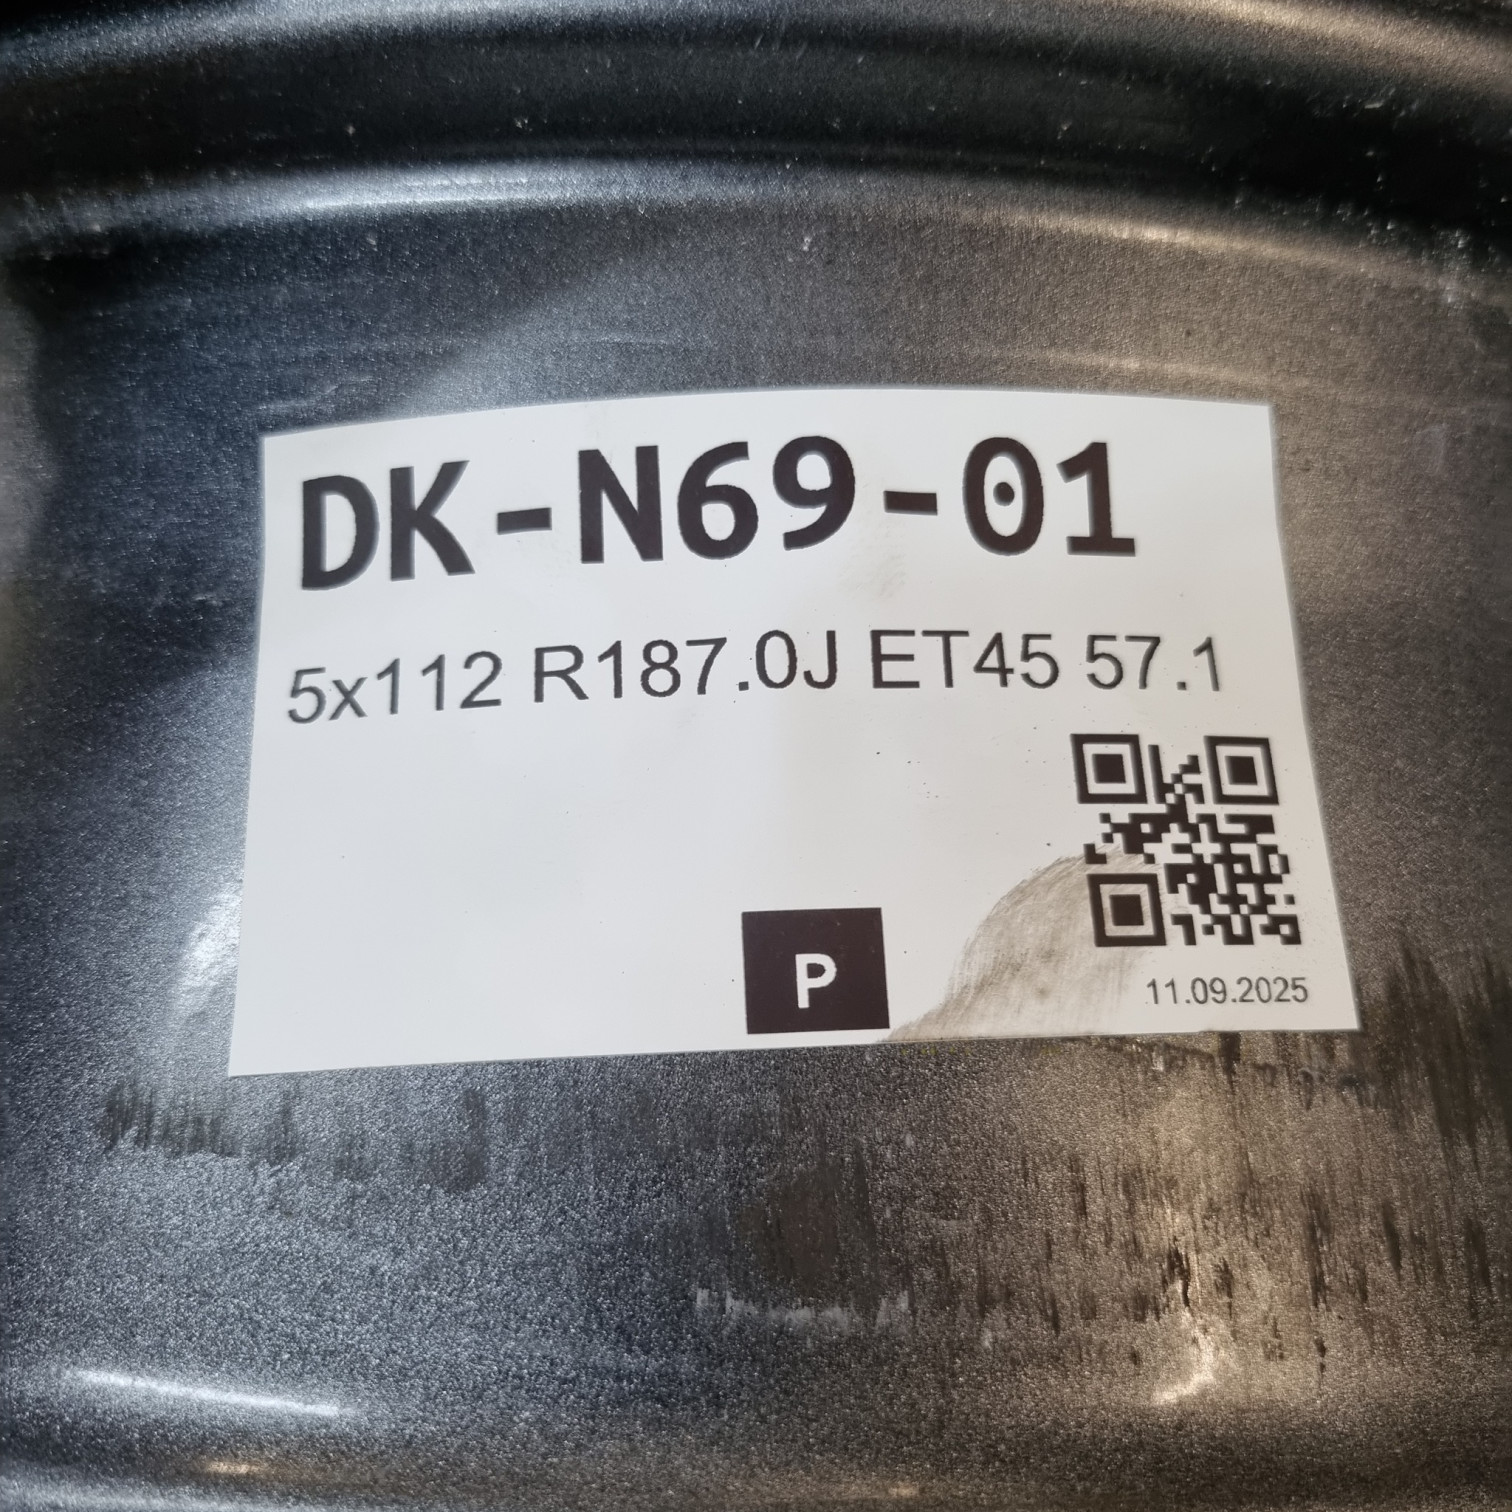 DK-N69-01
5x112 R187.0J ET45 57.1
P
11.09.2025